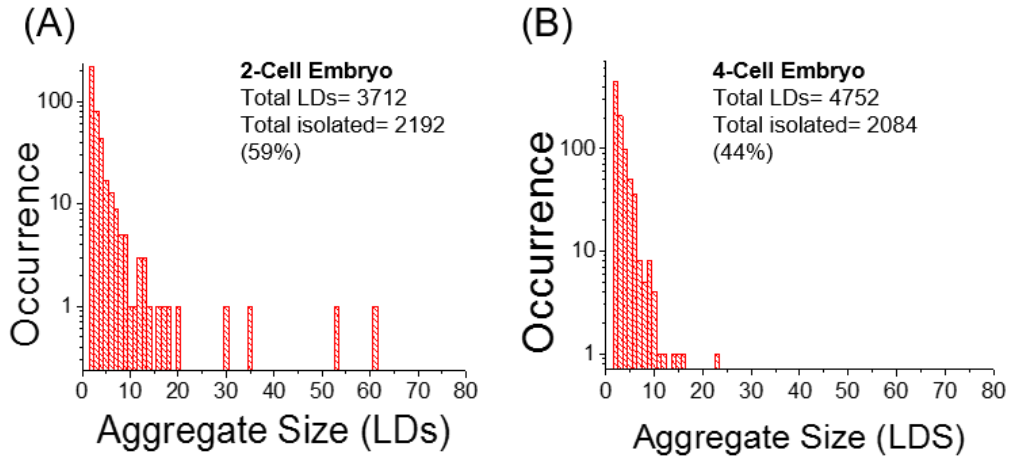 (A)
2-Cell Embryo
Total LDs= 3712
Total isolated= 2192
(59%)
100
10
1
Occurrence
0 10 20 30 40 50 60 70 80
Aggregate Size (LDs)
(B)
4-Cell Embryo
Total LDs= 4752
Total isolated= 2084
(44%)
100
10
1
Occurrence
0 10 20 30 40 50 60 70 80
Aggregate Size (LDS)